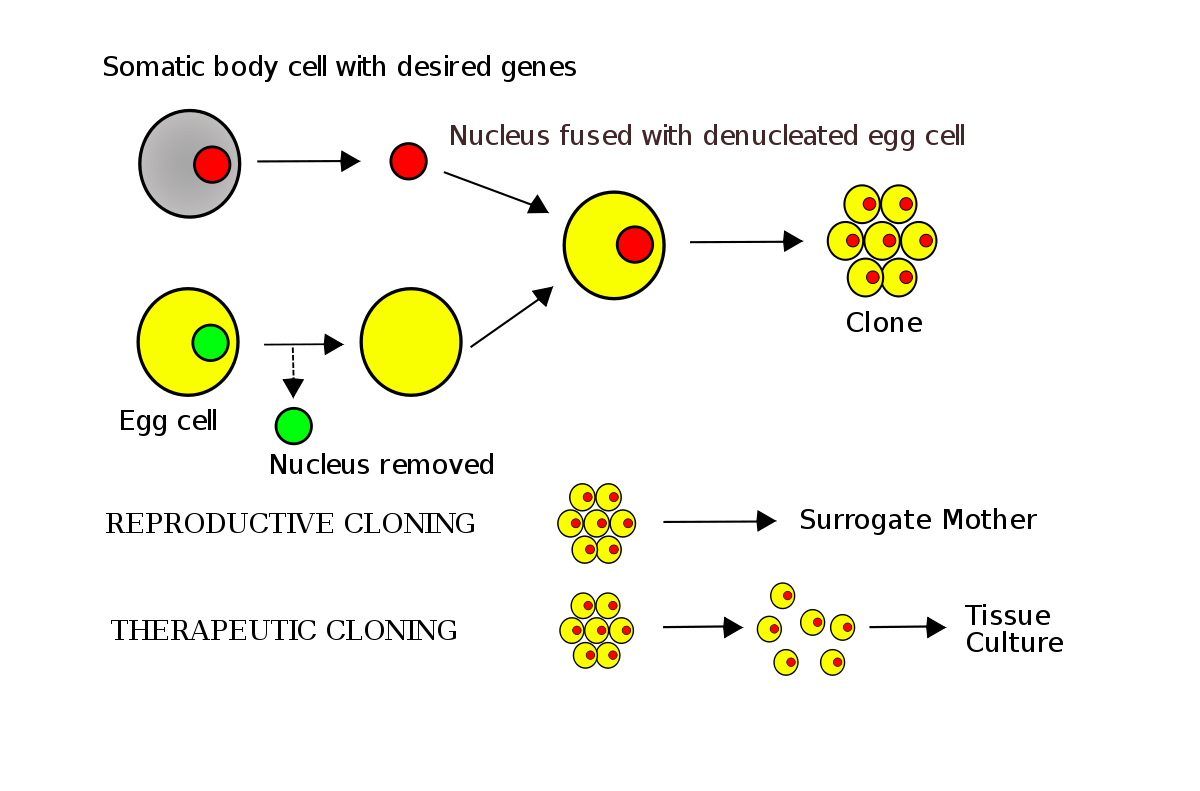 Somatic body cell with desired genes
Nucleus fused with denucleated egg cell
Clone
Egg cell
Nucleus removed
REPRODUCTIVE CLONING
Surrogate Mother
THERAPEUTIC CLONING
Tissue
Culture